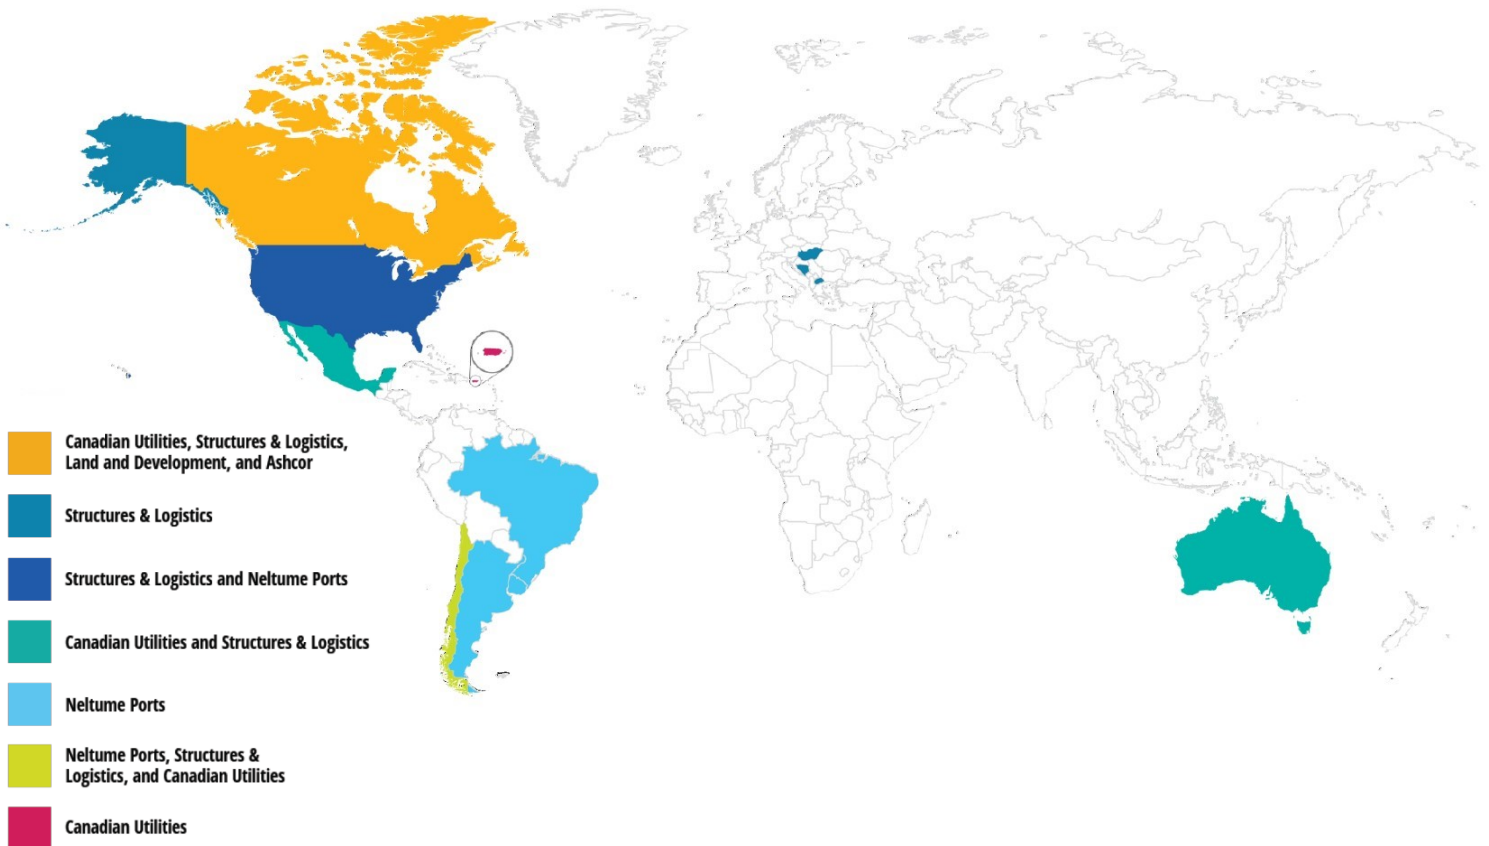 Canadian Utilities, Structures & Logistics,
Land and Development, and Ashcor
Structures & Logistics
Structures & Logistics and Neltume Ports
Canadian Utilities and Structures & Logistics
Neltume Ports
Neltume Ports, Structures &
Logistics, and Canadian Utilities
Canadian Utilities